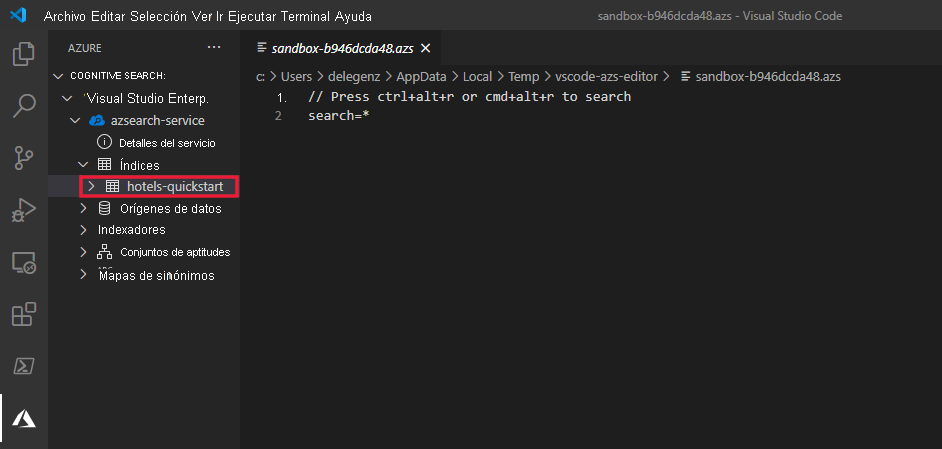 Archivo Editar Selección Ver Ir Ejecutar Terminal Ayuda
sandbox-b946dcda48.azs - Visual Studio Code
AZURE ···
sandbox-b946dcda48.azs
COGNITIVE SEARCH:
c: > Users > delegenz > AppData > Local > Temp > vscode-azs-editor > sandbox-b946dcda48.azs
'Visual Studio Enterp.
1. // Press ctrl+alt+r or cmd+alt+r to search
azsearch-service
2 search=*
Detalles del servicio
Índices
hotels-quickstart
Orígenes de datos
Indexadores
Conjuntos de aptitudes
Mapas de sinónimos